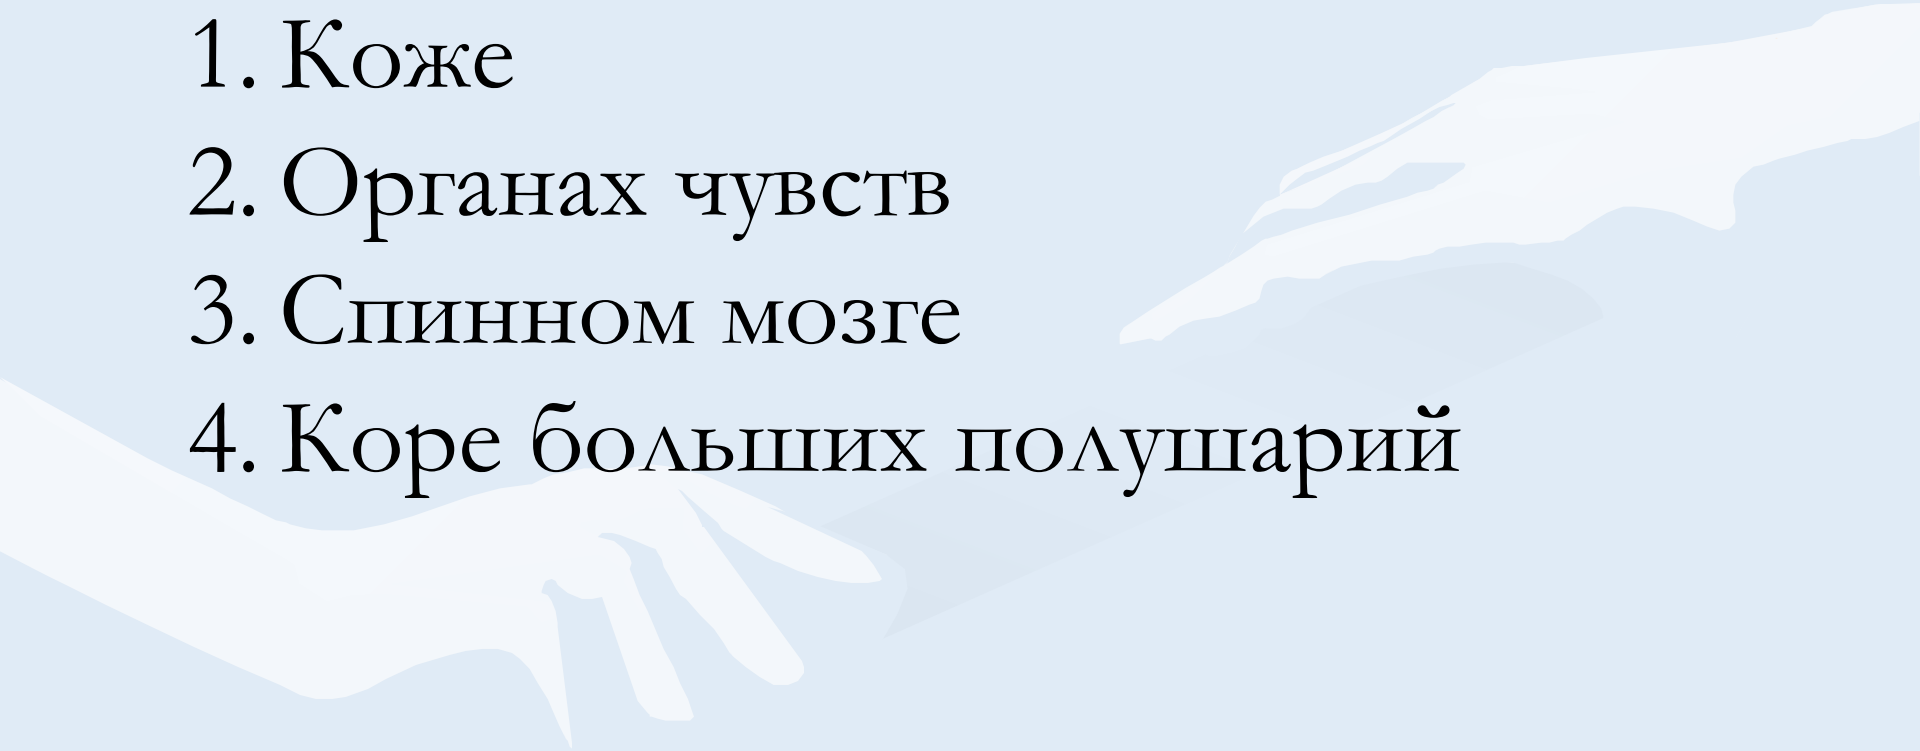 1. Коже
2. Органах чувств
3. Спинном мозге
4. Коре больших полушарий